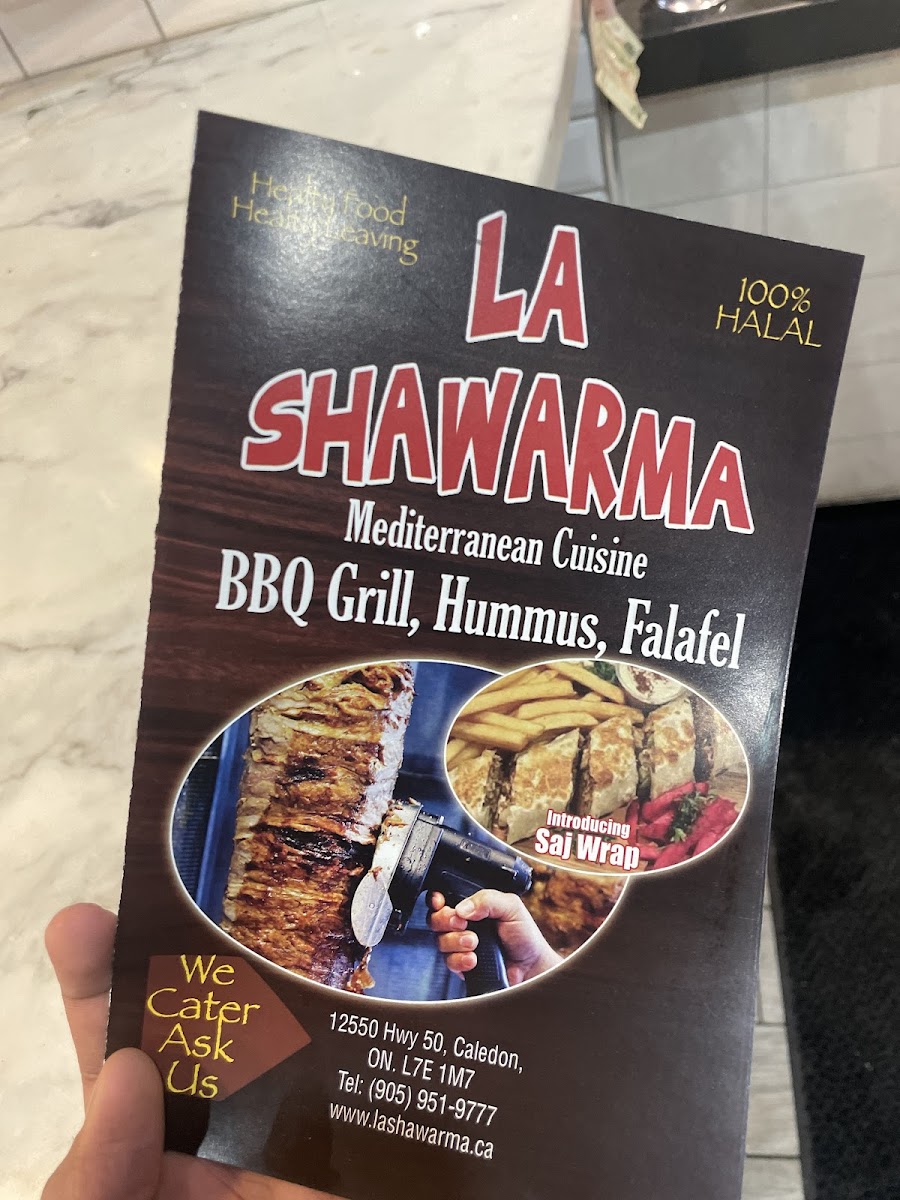 Healthy Food
Healthy Leaving
100%
HALAL
LA
SHAWARMA
Mediterranean Cuisine
BBQ Grill, Hummus, Falafel
Introducing
Saj Wrap
We
Cater
Ask
Us
12550 Hwy 50, Caledon,
ON. L7E 1M7
Tel: (905) 951-9777
www.lashawarma.ca